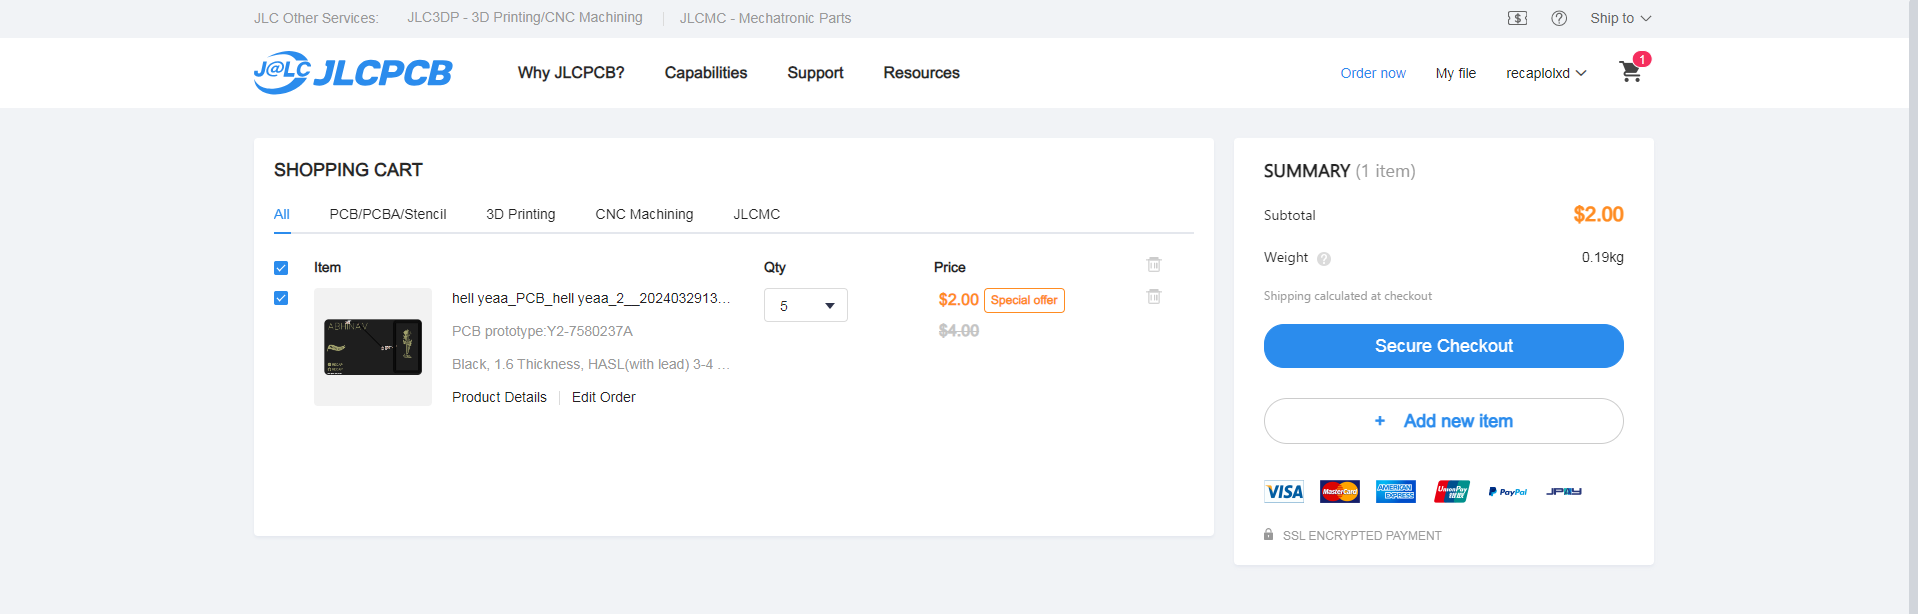 JLC Other Services: JLC3DP - 3D Printing/CNC Machining JLCMC - Mechatronic Parts Ship to
J@LC JLCPCB Why JLCPCB? Capabilities Support Resources Order now My file recaplolxd 1
SHOPPING CART
All PCB/PCBA/Stencil 3D Printing CNC Machining JLCMC
Item Qty Price
hell yeaa_PCB_hell yeaa_2__2024032913... 5 $2.00 Special offer
PCB prototype:Y2-7580237A $4.00
Black, 1.6 Thickness, HASL(with lead) 3-4 ...
Product Details Edit Order
ABHINAV
SUMMARY (1 item)
Subtotal $2.00
Weight ? 0.19kg
Shipping calculated at checkout
Secure Checkout
+ Add new item
VISA MasterCard AMERICAN EXPRESS UnionPay PayPal JPAY
SSL ENCRYPTED PAYMENT